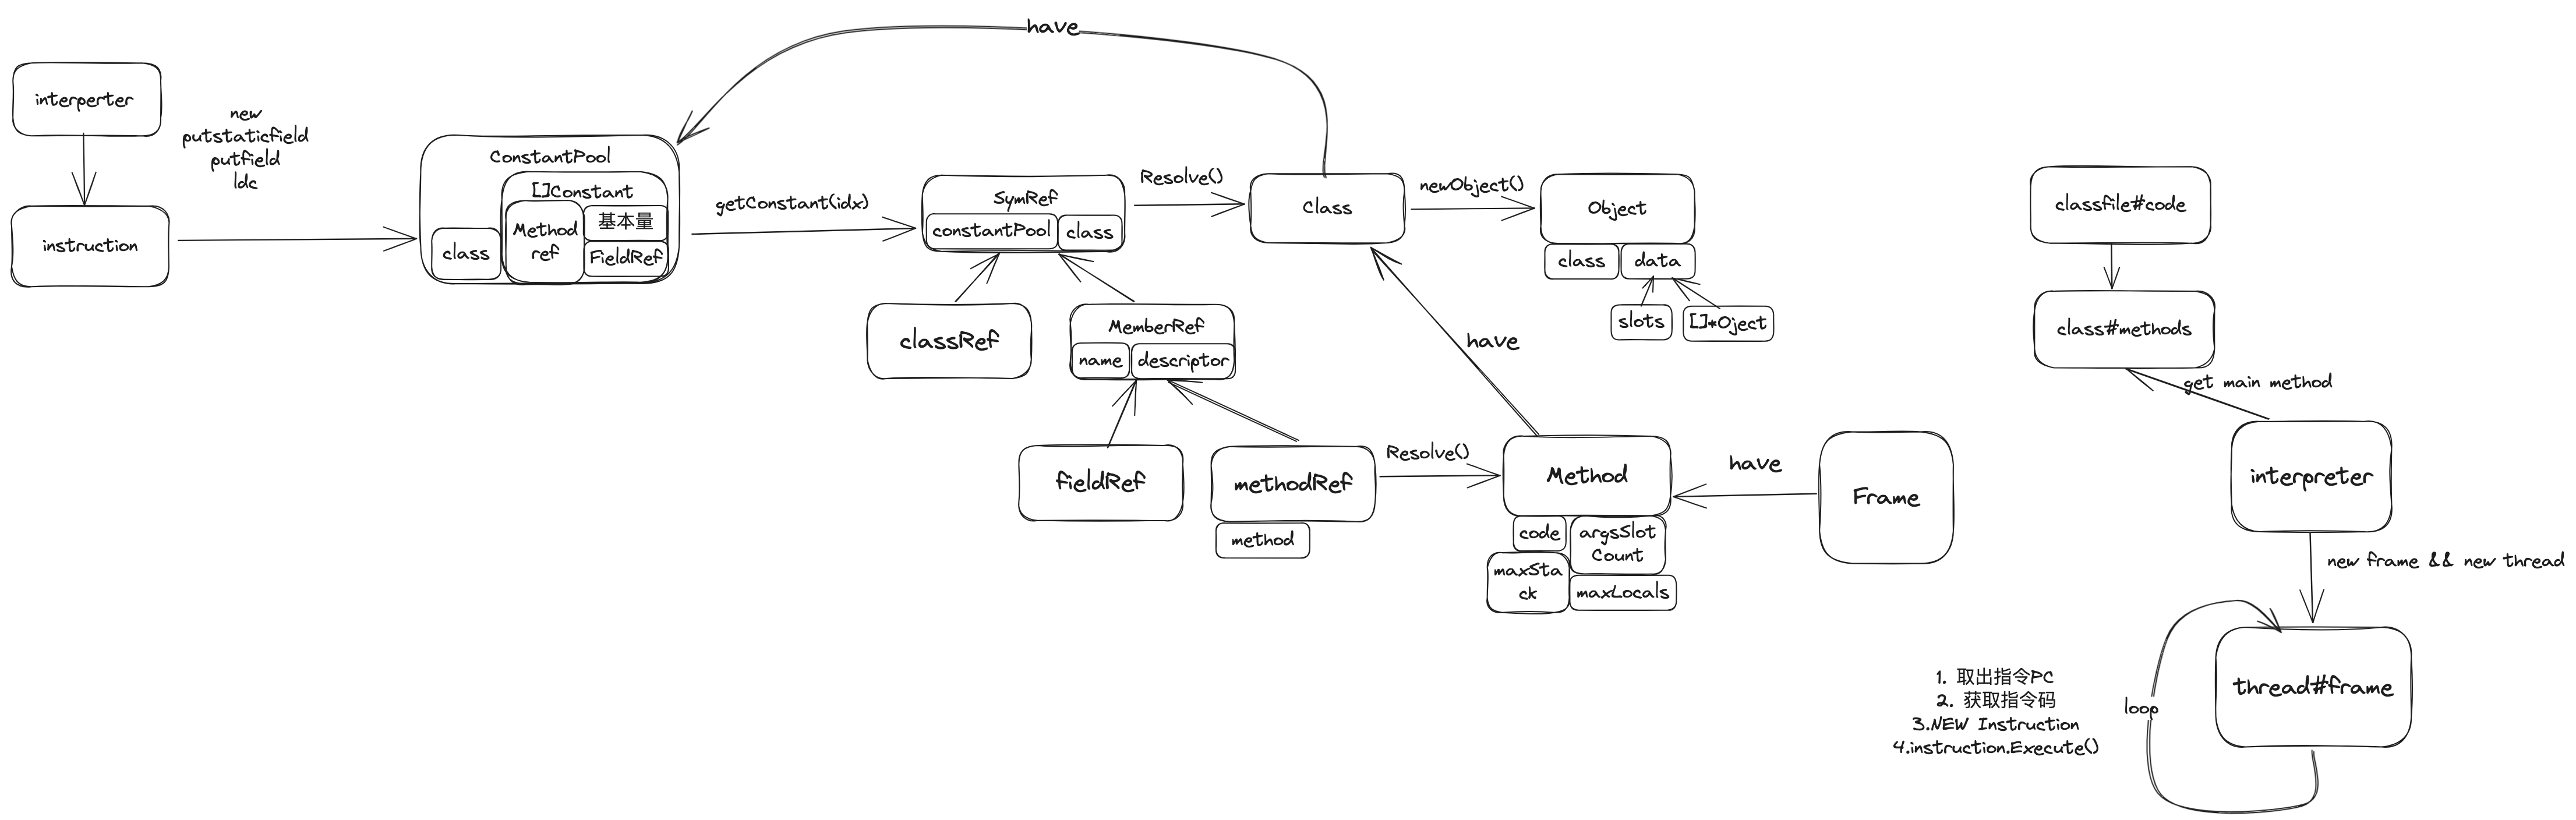 have
interperter
new
putstaticfield
putfield
ldc
instruction
ConstantPool
[]Constant
class
Method
ref
基本量
FieldRef
getConstant(idx)
SymRef
constantPool
class
Resolve()
class
newObject()
Object
class
data
slots
[]*Oject
classRef
MemberRef
name
descriptor
have
fieldRef
methodRef
method
Resolve()
Method
code
argsSlot
Count
maxSta
ck
maxLocals
have
Frame
classfile#code
class#methods
get main method
interpreter
new frame && new thread
thread#frame
loop
1. 取出指令PC
2. 获取指令码
3.NEW Instruction
4.instruction.Execute()